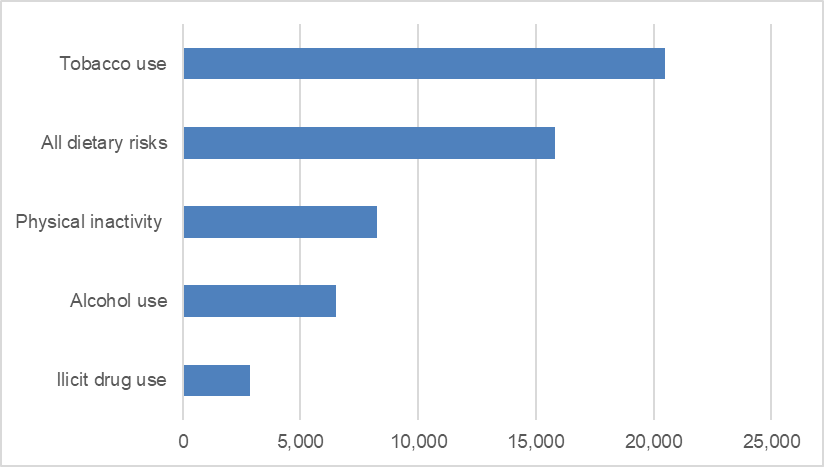 Tobacco use
All dietary risks
Physical inactivity
Alcohol use
Ilicit drug use
0 5,000 10,000 15,000 20,000 25,000